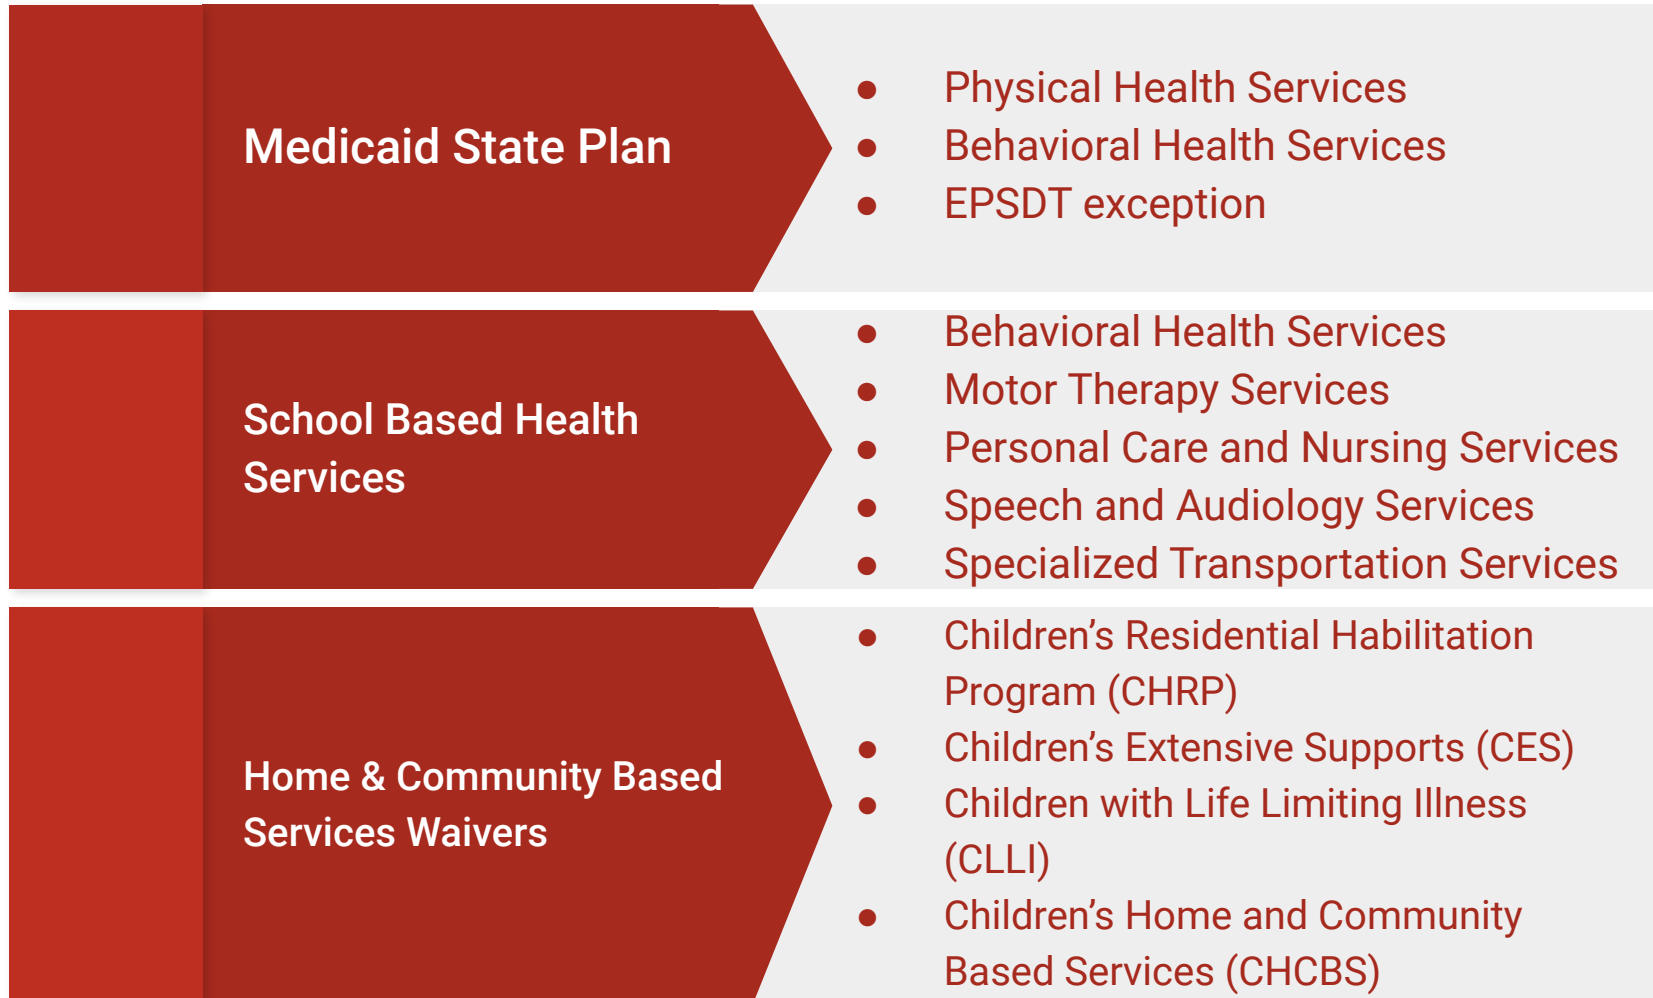 Medicaid State Plan
● Physical Health Services
● Behavioral Health Services
● EPSDT exception
School Based Health
Services
● Behavioral Health Services
● Motor Therapy Services
● Personal Care and Nursing Services
● Speech and Audiology Services
● Specialized Transportation Services
Home & Community Based
Services Waivers
● Children’s Residential Habilitation
Program (CHRP)
● Children’s Extensive Supports (CES)
● Children with Life Limiting Illness
(CLLI)
● Children’s Home and Community
Based Services (CHCBS)